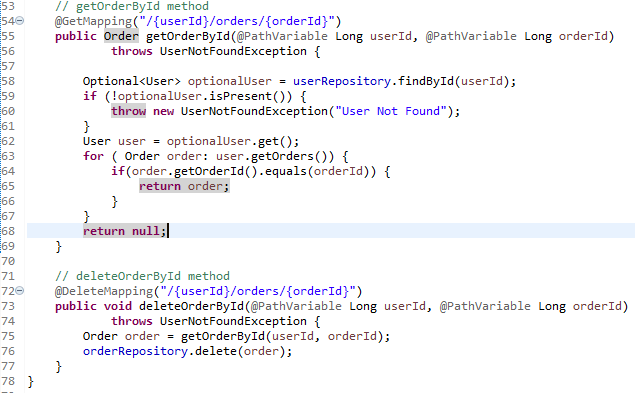 53 // getOrderById method
54 @GetMapping("/{userId}/orders/{orderId}")
55 public Order getOrderById(@PathVariable Long userId, @PathVariable Long orderId)
56 throws UserNotFoundException {
57
58 Optional<User> optionalUser = userRepository.findById(userId);
59 if (!optionalUser.isPresent()) {
60 throw new UserNotFoundException("User Not Found");
61 }
62 User user = optionalUser.get();
63 for ( Order order: user.getOrders()) {
64 if(order.getOrderId().equals(orderId)) {
65 return order;
66 }
67 }
68 return null;
69 }
70
71 // deleteOrderById method
72 @DeleteMapping("/{userId}/orders/{orderId}")
73 public void deleteOrderById(@PathVariable Long userId, @PathVariable Long orderId)
74 throws UserNotFoundException {
75 Order order = getOrderById(userId, orderId);
76 orderRepository.delete(order);
77 }
78 }